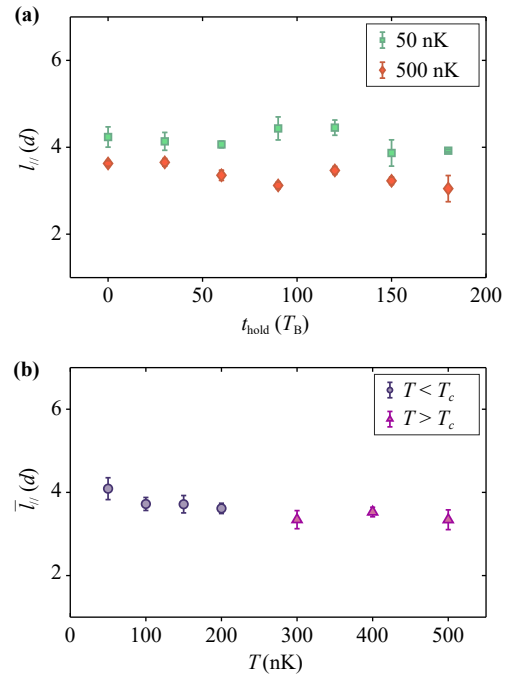 (a)
6
50 nK
500 nK
l// (d)
4
2
0
50
100
150
200
thold (TB)
(b)
6
T < Tc
T > Tc
l̅// (d)
4
2
0
100
200
300
400
500
T (nK)